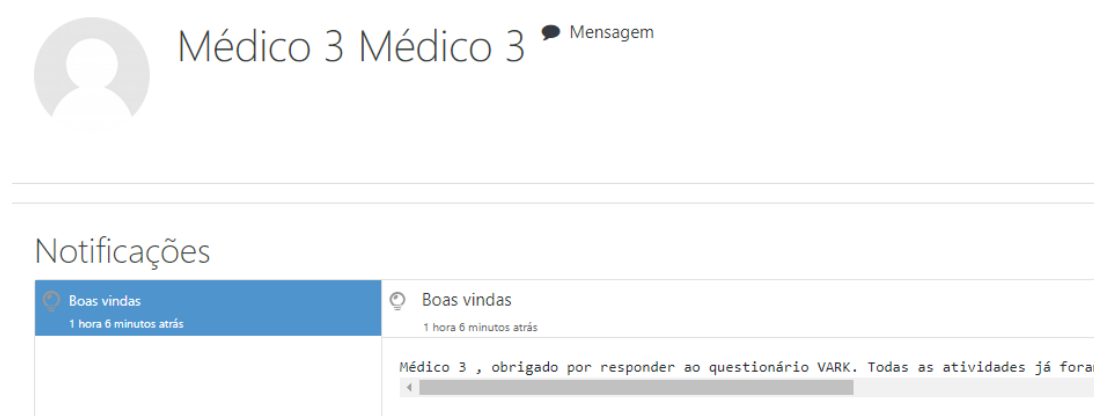 Médico 3 Médico 3 Mensagem
Notificações
Boas vindas
1 hora 6 minutos atrás
Boas vindas
1 hora 6 minutos atrás
Médico 3 , obrigado por responder ao questionário VARK. Todas as atividades já